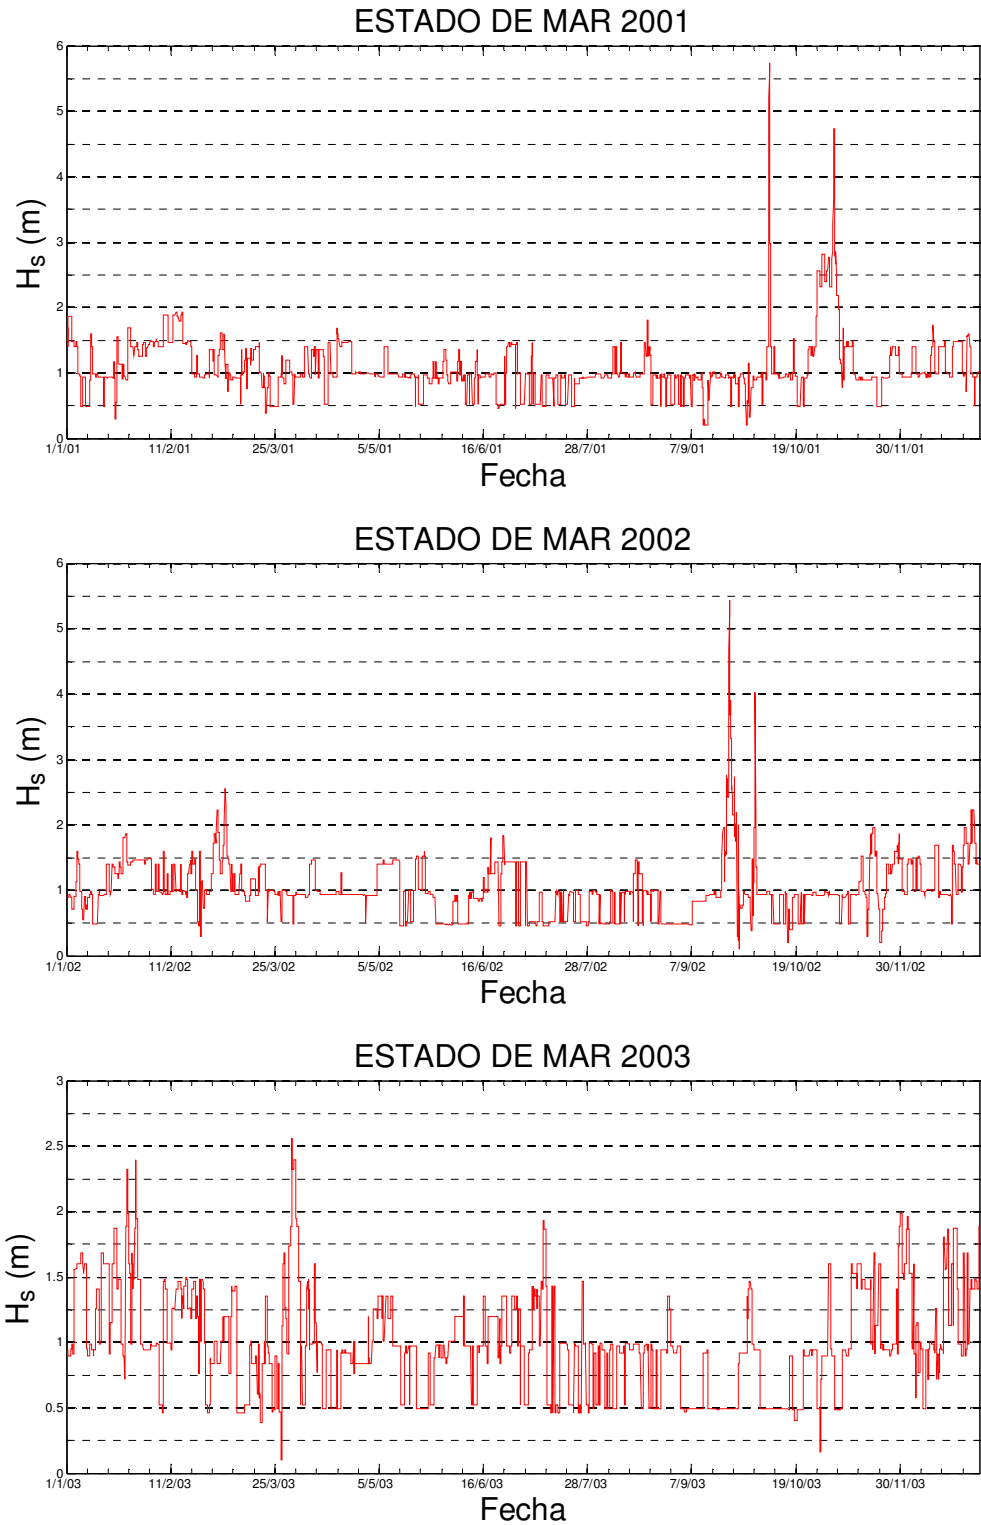 ESTADO DE MAR 2001
6
5
4
3
2
1
0
Hs (m)
1/1/01 11/2/01 25/3/01 5/5/01 16/6/01 28/7/01 7/9/01 19/10/01 30/11/01
Fecha
ESTADO DE MAR 2002
6
5
4
3
2
1
0
Hs (m)
1/1/02 11/2/02 25/3/02 5/5/02 16/6/02 28/7/02 7/9/02 19/10/02 30/11/02
Fecha
ESTADO DE MAR 2003
3
2.5
2
1.5
1
0.5
0
Hs (m)
1/1/03 11/2/03 25/3/03 5/5/03 16/6/03 28/7/03 7/9/03 19/10/03 30/11/03
Fecha